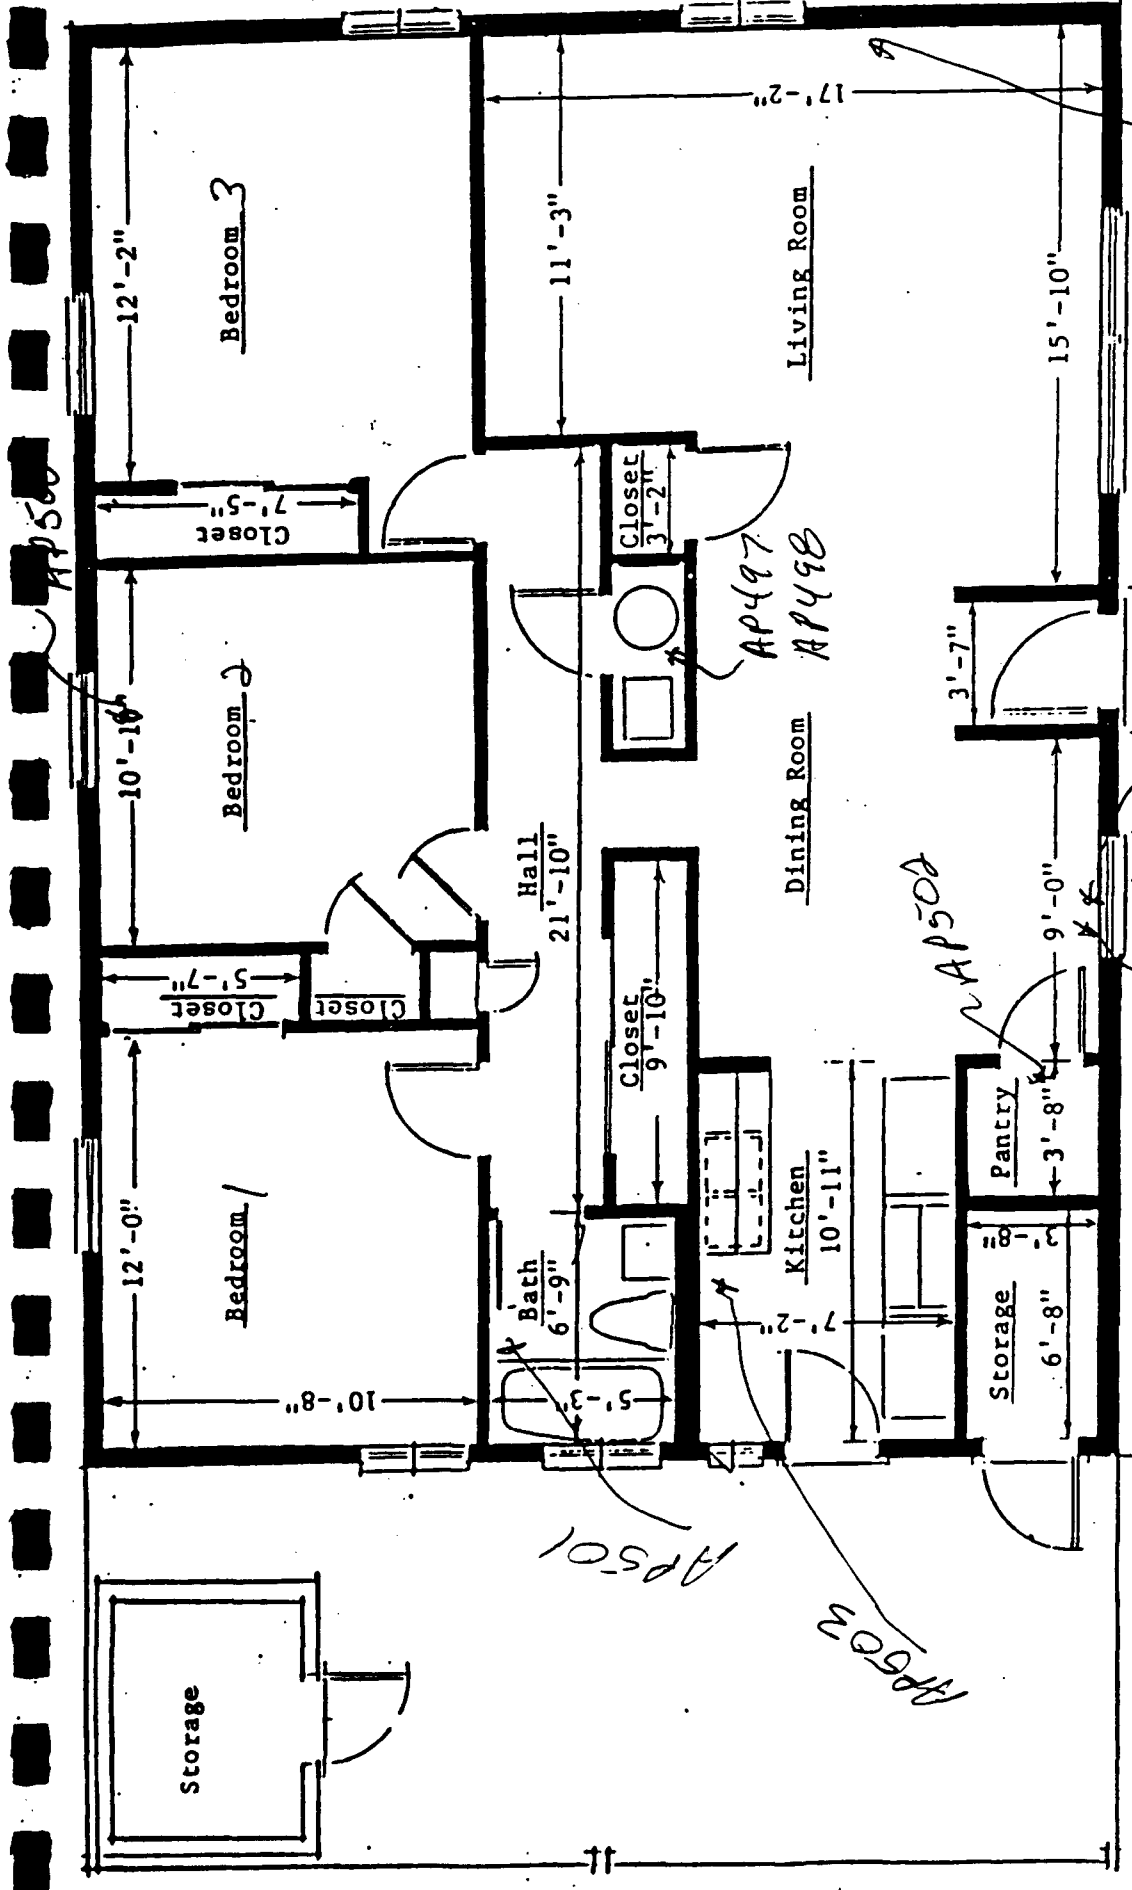 12'-2"
Bedroom 3
11'-3"
17'-2"
Living Room
15'-10"
7'-5"
Closet
Closet
3'-2"
AP497
AP498
Bedroom 2
Hall
21'-10"
Dining Room
3'-7"
9'-0"
AP502
5'-7"
Closet
Closet
Closet
9'-10"
Pantry
3'-8"
12'-0"
Bedroom 1
10'-8"
Bath
6'-9"
5'-3"
Kitchen
10'-11"
7'-2"
Storage
3'-8"
6'-8"
AP501
AP503
Storage